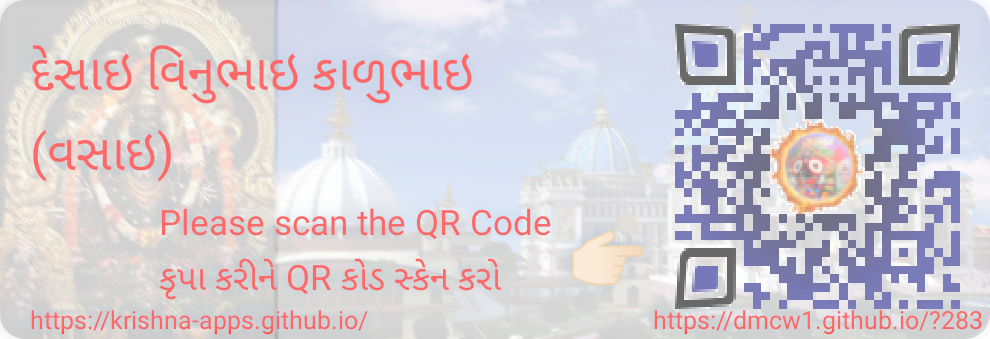 દેસાઇ વિનુભાઇ કાળુભાઇ
(વસાઇ)
Please scan the QR Code
કૃપા કરીને QR કોડ સ્કેન કરો
https://krishna-apps.github.io/
https://dmcw1.github.io/?283